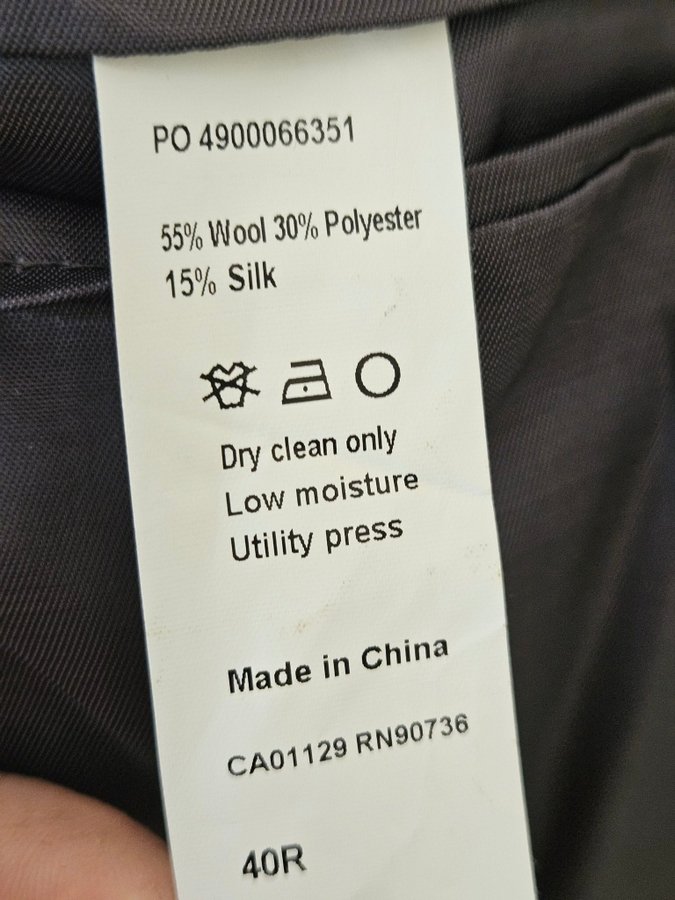 PO 4900066351
55% Wool 30% Polyester
15% Silk
Dry clean only
Low moisture
Utility press
Made in China
CA01129 RN90736
40R